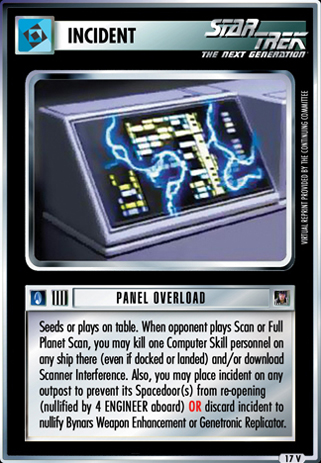 INCIDENT
STAR TREK
THE NEXT GENERATION
VIRTUAL REPRINT PROVIDED BY THE CONTINUING COMMITTEE
PANEL OVERLOAD
Seeds or plays on table. When opponent plays Scan or Full
Planet Scan, you may kill one Computer Skill personnel on
any ship there (even if docked or landed) and/or download
Scanner Interference. Also, you may place incident on any
outpost to prevent its Spacedoor(s) from re-opening
(nullified by 4 ENGINEER aboard) OR discard incident to
nullify Bynars Weapon Enhancement or Genetronic Replicator.
17 V